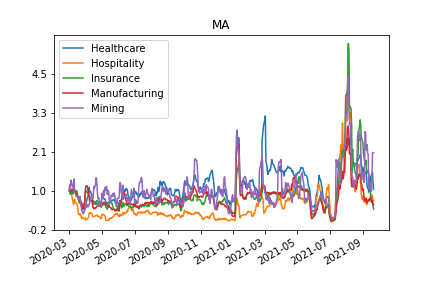 MA
Healthcare
Hospitality
Insurance
Manufacturing
Mining
4.5
3.3
2.1
1.0
-0.2
2020-03
2020-05
2020-07
2020-09
2020-11
2021-01
2021-03
2021-05
2021-07
2021-09